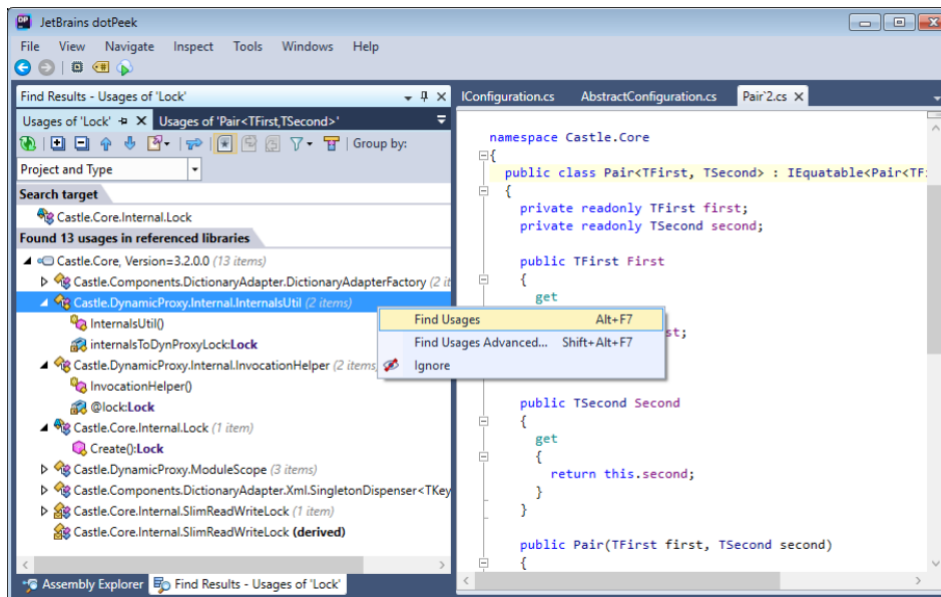 JetBrains dotPeek
File View Navigate Inspect Tools Windows Help
Find Results - Usages of 'Lock'
Usages of 'Lock' Usages of 'Pair<TFirst,TSecond>'
Group by:
Project and Type
Search target
Castle.Core.Internal.Lock
Found 13 usages in referenced libraries
Castle.Core, Version=3.2.0.0 (13 items)
Castle.Components.DictionaryAdapter.DictionaryAdapterFactory (2 it
Castle.DynamicProxy.Internal.InternalsUtil (2 items)
InternalsUtil()
internalsToDynProxyLock:Lock
Castle.DynamicProxy.Internal.InvocationHelper (2 items
InvocationHelper()
@lock:Lock
Castle.Core.Internal.Lock (1 item)
Create():Lock
Castle.DynamicProxy.ModuleScope (3 items)
Castle.Components.DictionaryAdapter.Xml.SingletonDispenser<TKey
Castle.Core.Internal.SlimReadWriteLock (1 item)
Castle.Core.Internal.SlimReadWriteLock (derived)
Assembly Explorer Find Results - Usages of 'Lock'
Find Usages Alt+F7
Find Usages Advanced... Shift+Alt+F7
Ignore
IConfiguration.cs AbstractConfiguration.cs Pair`2.cs
namespace Castle.Core
{
public class Pair<TFirst, TSecond> : IEquatable<Pair<TFi
{
private readonly TFirst first;
private readonly TSecond second;
public TFirst First
{
get
st;
public TSecond Second
{
get
{
return this.second;
}
}
public Pair(TFirst first, TSecond second)
{